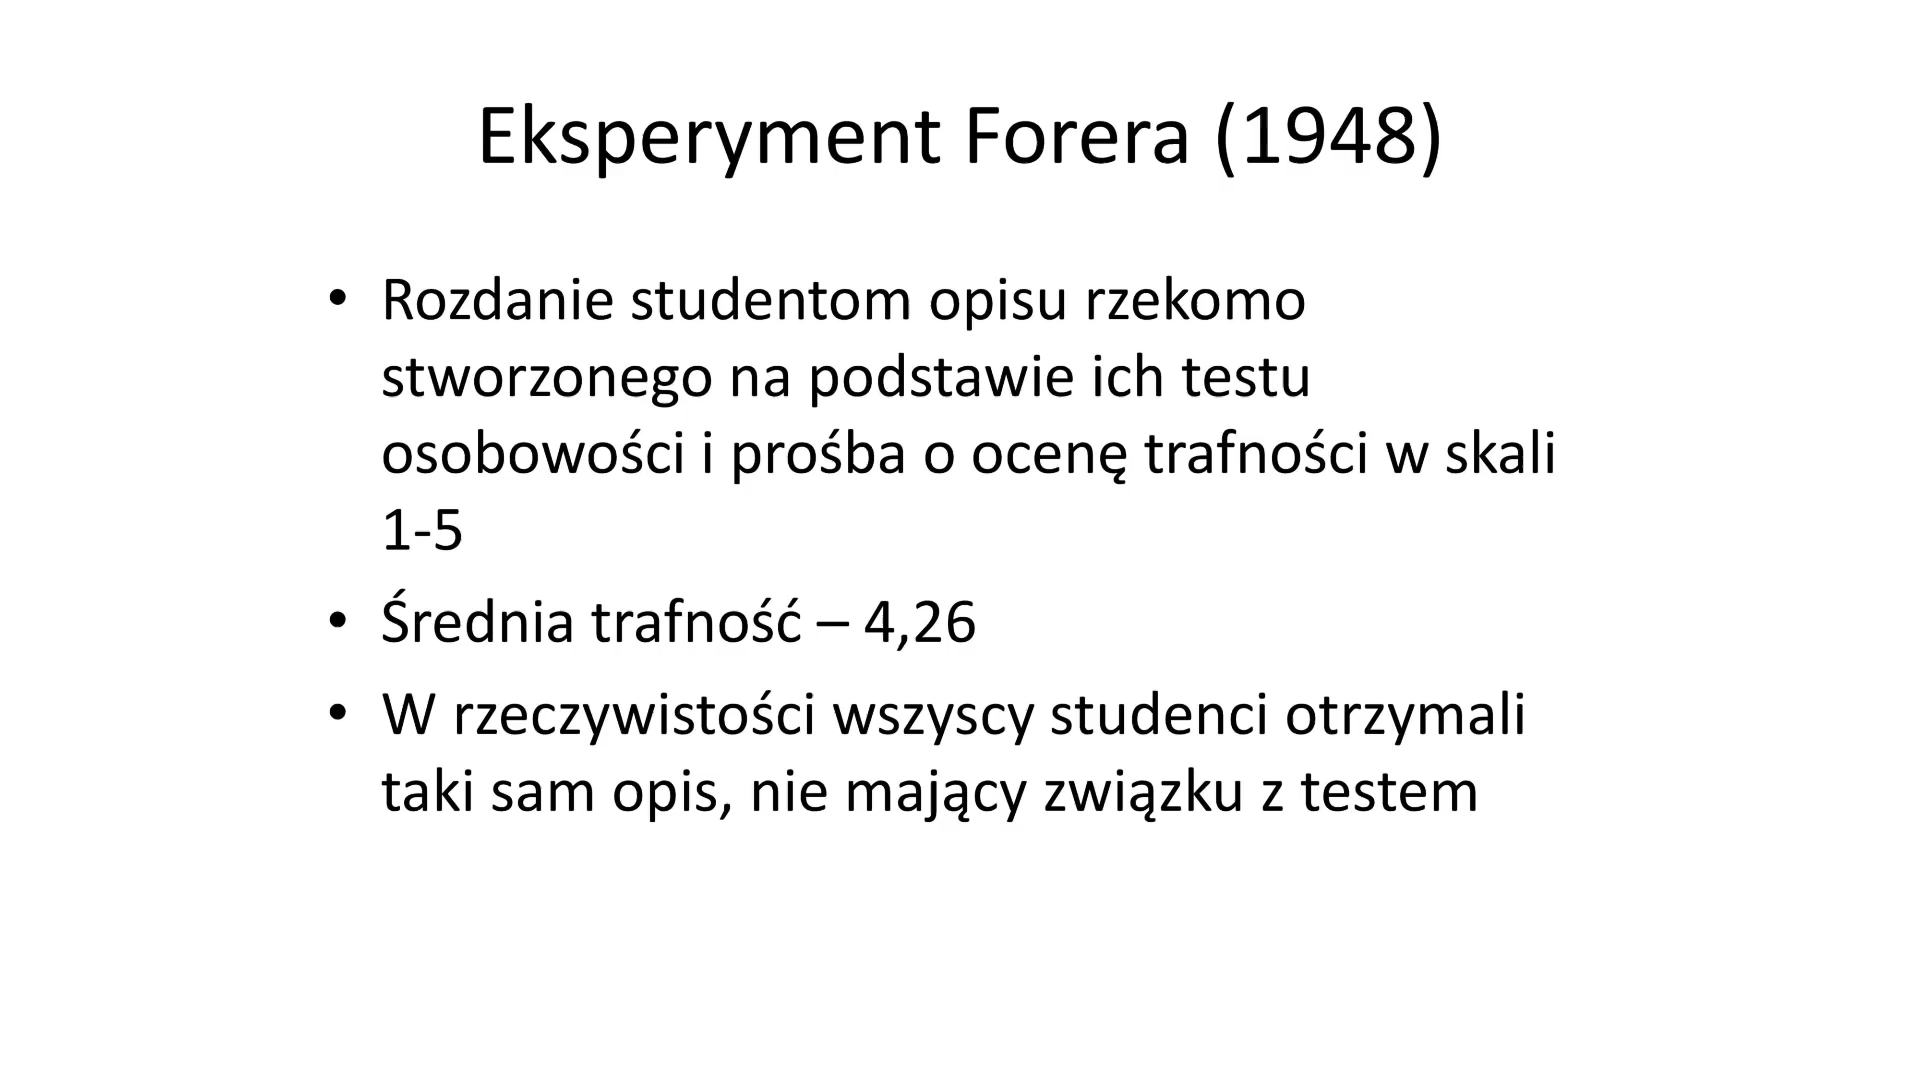 Eksperyment Forera (1948)
• Rozdanie studentom opisu rzekomo
stworzonego na podstawie ich testu
osobowości i prośba o ocenę trafności w skali
1-5
• Średnia trafność – 4,26
• W rzeczywistości wszyscy studenci otrzymali
taki sam opis, nie mający związku z testem